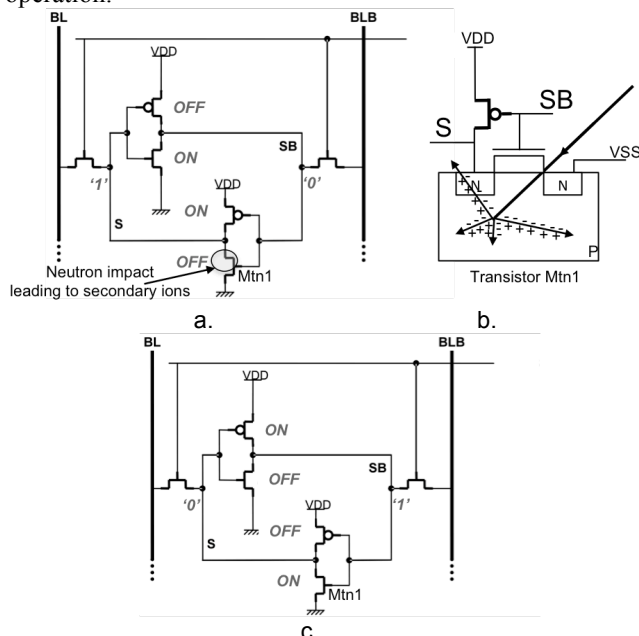 operation.
BL
BLB
VDD
OFF
ON
SB
'1'
'0'
S
VDD
ON
OFF
Mtn1
Neutron impact
leading to secondary ions
a.
VDD
SB
S
VSS
N
N
P
Transistor Mtn1
b.
BL
BLB
VDD
ON
OFF
SB
'0'
'1'
S
VDD
OFF
ON
Mtn1
c